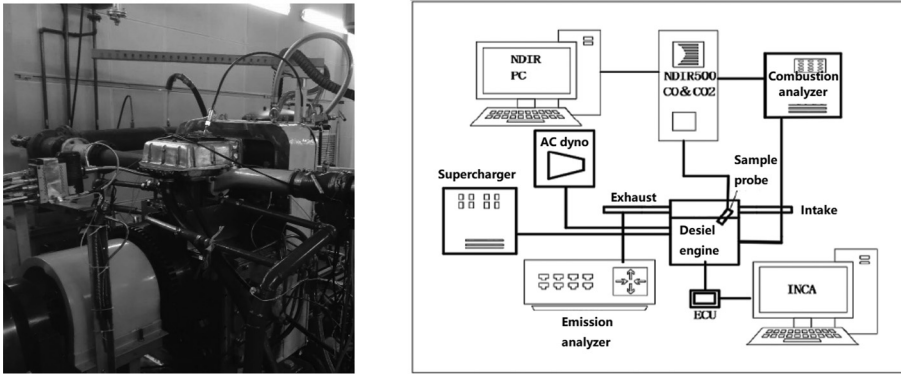 NDIR
PC
NDIR500
CO&CO2
Combustion
analyzer
AC dyno
Sample
probe
Supercharger
Exhaust
Intake
Desiel
engine
INCA
ECU
Emission
analyzer